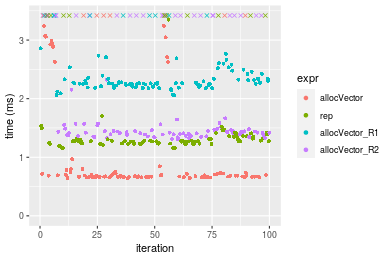 time (ms)
3
2
1
0
0
25
50
75
100
iteration
expr
allocVector
rep
allocVector_R1
allocVector_R2